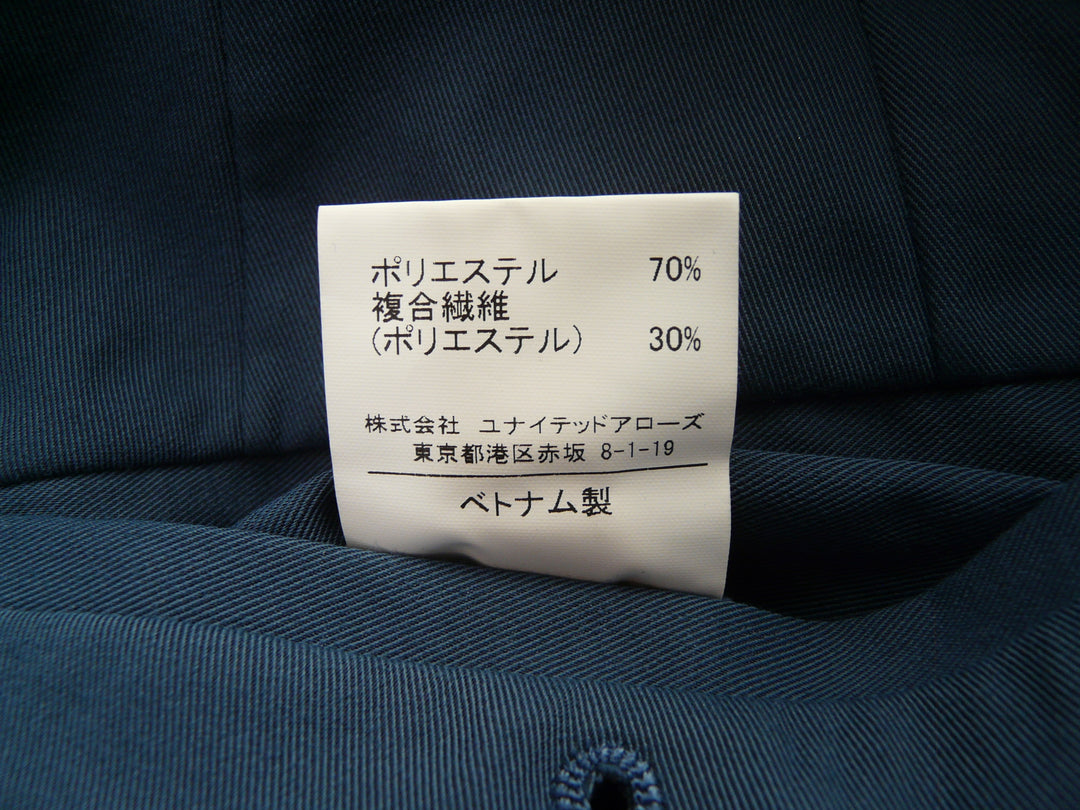 ポリエステル 70%
複合繊維
(ポリエステル) 30%
株式会社 ユナイテッドアローズ
東京都港区赤坂 8-1-19
ベトナム製